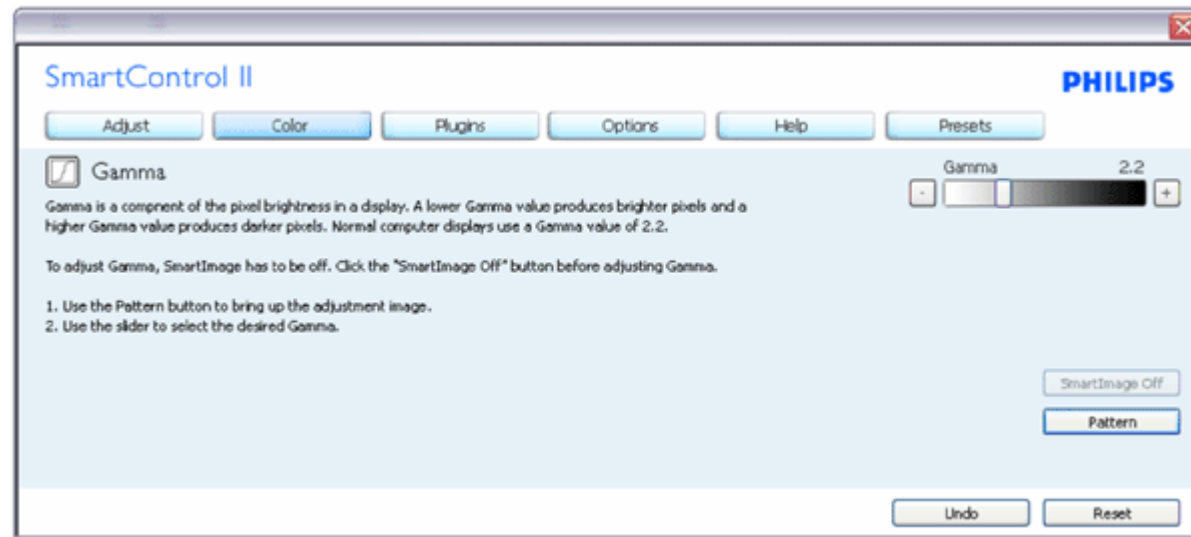 SmartControl II
PHILIPS
Adjust Color Plugins Options Help Presets
Gamma
Gamma 2.2
- +
Gamma is a compnent of the pixel brightness in a display. A lower Gamma value produces brighter pixels and a
higher Gamma value produces darker pixels. Normal computer displays use a Gamma value of 2.2.
To adjust Gamma, SmartImage has to be off. Click the "SmartImage Off" button before adjusting Gamma.
1. Use the Pattern button to bring up the adjustment image.
2. Use the slider to select the desired Gamma.
SmartImage Off
Pattern
Undo Reset